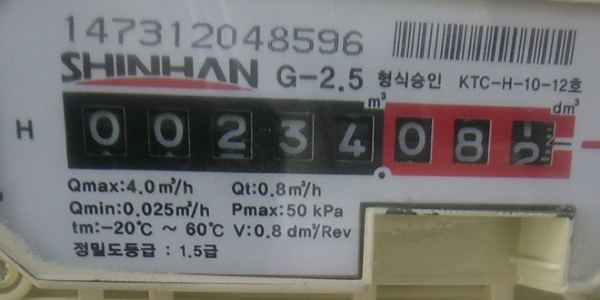 147312048596
SHINHAN G-2.5 형식승인 KTC-H-10-12호
m³ dm³
H 0 0 2 3 4 0 8 2
Qmax:4.0㎥/h Qt:0.8㎥/h
Qmin:0.025㎥/h Pmax:50 kPa
tm:-20℃ ~ 60℃ V:0.8 dm³/Rev
정밀도등급 : 1.5급